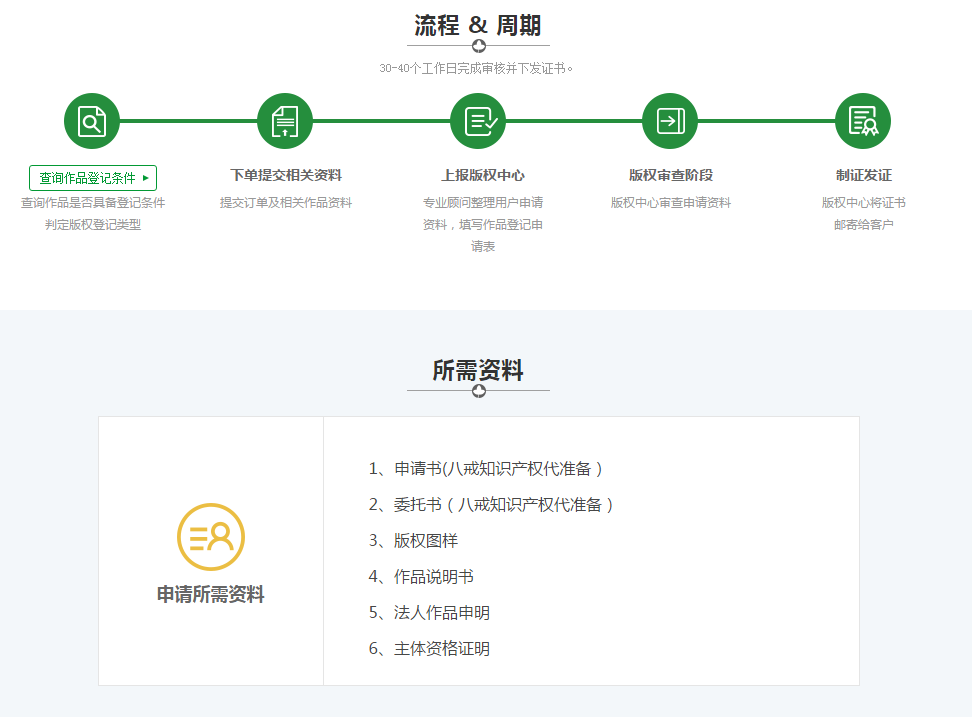 流程 & 周期
30-40个工作日完成审核并下发证书。
查询作品登记条件 ▸
查询作品是否具备登记条件
判定版权登记类型
下单提交相关资料
提交订单及相关作品资料
上报版权中心
专业顾问整理用户申请
资料，填写作品登记申
请表
版权审查阶段
版权中心审查申请资料
制证发证
版权中心将证书
邮寄给客户
所需资料
申请所需资料
1、申请书(八戒知识产权代准备）
2、委托书（八戒知识产权代准备）
3、版权图样
4、作品说明书
5、法人作品申明
6、主体资格证明